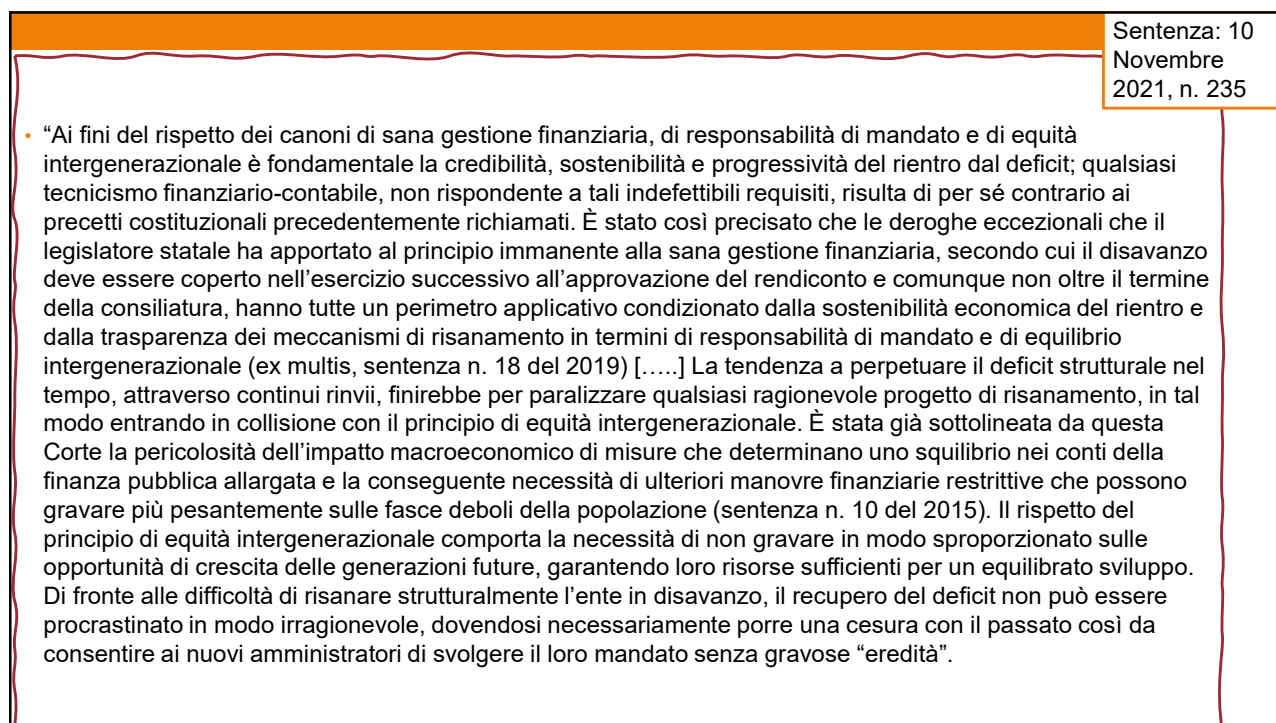 Sentenza: 10
Novembre
2021, n. 235
• “Ai fini del rispetto dei canoni di sana gestione finanziaria, di responsabilità di mandato e di equità
intergenerazionale è fondamentale la credibilità, sostenibilità e progressività del rientro dal deficit; qualsiasi
tecnicismo finanziario-contabile, non rispondente a tali indefettibili requisiti, risulta di per sé contrario ai
precetti costituzionali precedentemente richiamati. È stato così precisato che le deroghe eccezionali che il
legislatore statale ha apportato al principio immanente alla sana gestione finanziaria, secondo cui il disavanzo
deve essere coperto nell’esercizio successivo all’approvazione del rendiconto e comunque non oltre il termine
della consiliatura, hanno tutte un perimetro applicativo condizionato dalla sostenibilità economica del rientro e
dalla trasparenza dei meccanismi di risanamento in termini di responsabilità di mandato e di equilibrio
intergenerazionale (ex multis, sentenza n. 18 del 2019) [.….] La tendenza a perpetuare il deficit strutturale nel
tempo, attraverso continui rinvii, finirebbe per paralizzare qualsiasi ragionevole progetto di risanamento, in tal
modo entrando in collisione con il principio di equità intergenerazionale. È stata già sottolineata da questa
Corte la pericolosità dell’impatto macroeconomico di misure che determinano uno squilibrio nei conti della
finanza pubblica allargata e la conseguente necessità di ulteriori manovre finanziarie restrittive che possono
gravare più pesantemente sulle fasce deboli della popolazione (sentenza n. 10 del 2015). Il rispetto del
principio di equità intergenerazionale comporta la necessità di non gravare in modo sproporzionato sulle
opportunità di crescita delle generazioni future, garantendo loro risorse sufficienti per un equilibrato sviluppo.
Di fronte alle difficoltà di risanare strutturalmente l’ente in disavanzo, il recupero del deficit non può essere
procrastinato in modo irragionevole, dovendosi necessariamente porre una cesura con il passato così da
consentire ai nuovi amministratori di svolgere il loro mandato senza gravose “eredità”.